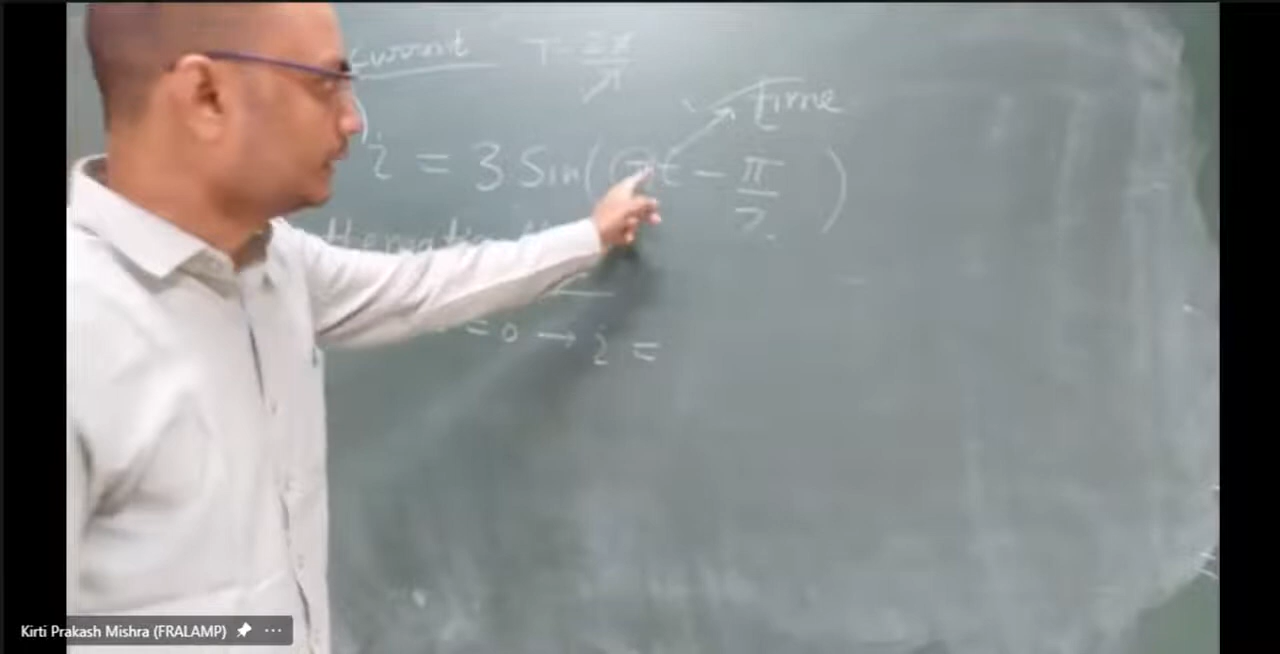 current T = 2π/π
time
i = 3 Sin( πt - π/2 )
= 0 → i =
Kirti Prakash Mishra (FRALAMP)